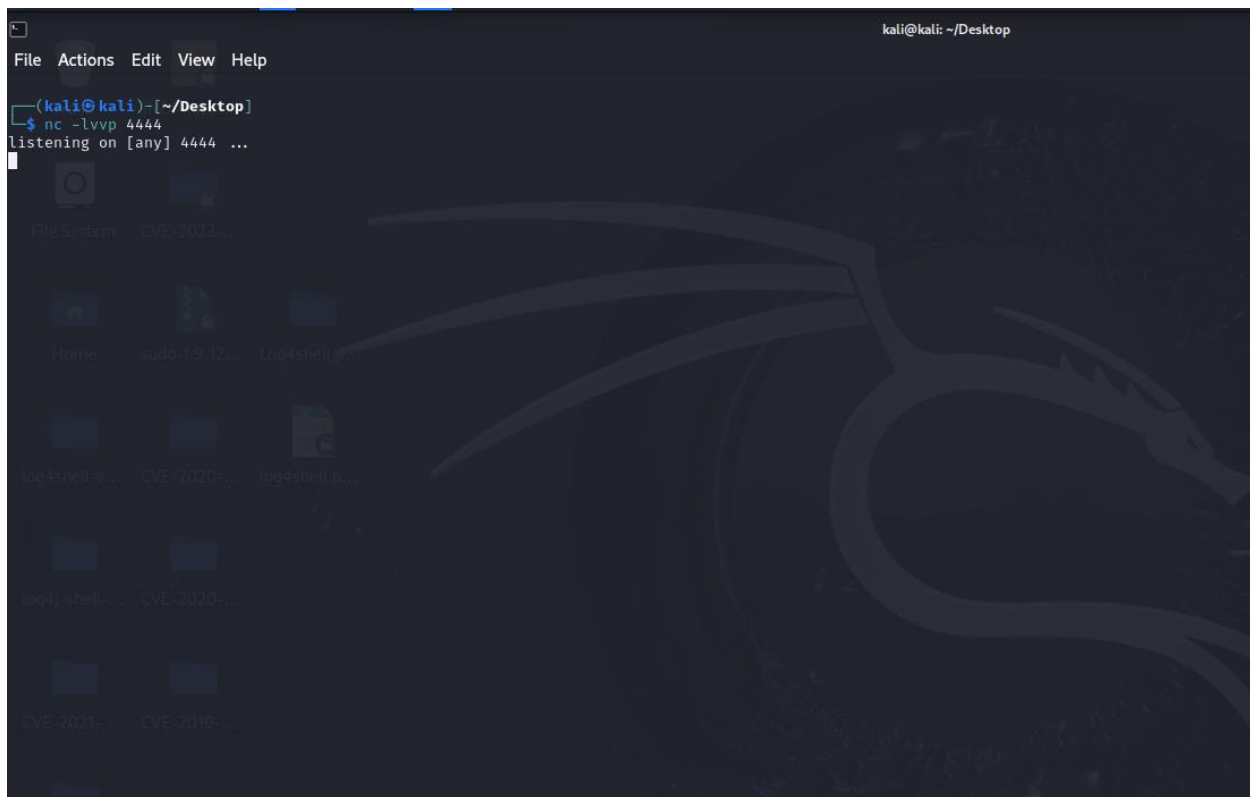 kali@kali: ~/Desktop
File Actions Edit View Help
┌──(kali㉿kali)-[~/Desktop]
└─$ nc -lvvp 4444
listening on [any] 4444 ...
File System CVE-2023-...
Home sudo-1.9.12... Log4shell_...
log4shell-v... CVE-2020-... log4shell.p...
log4j-shell-... CVE-2020-...
CVE-2021-... CVE-2019-...